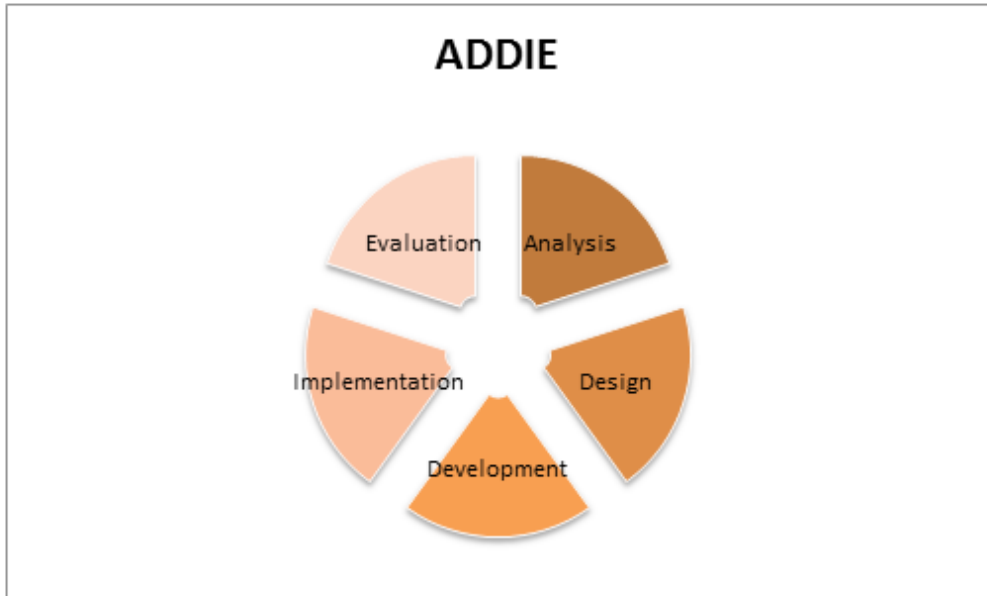 ADDIE
Analysis
Design
Development
Implementation
Evaluation